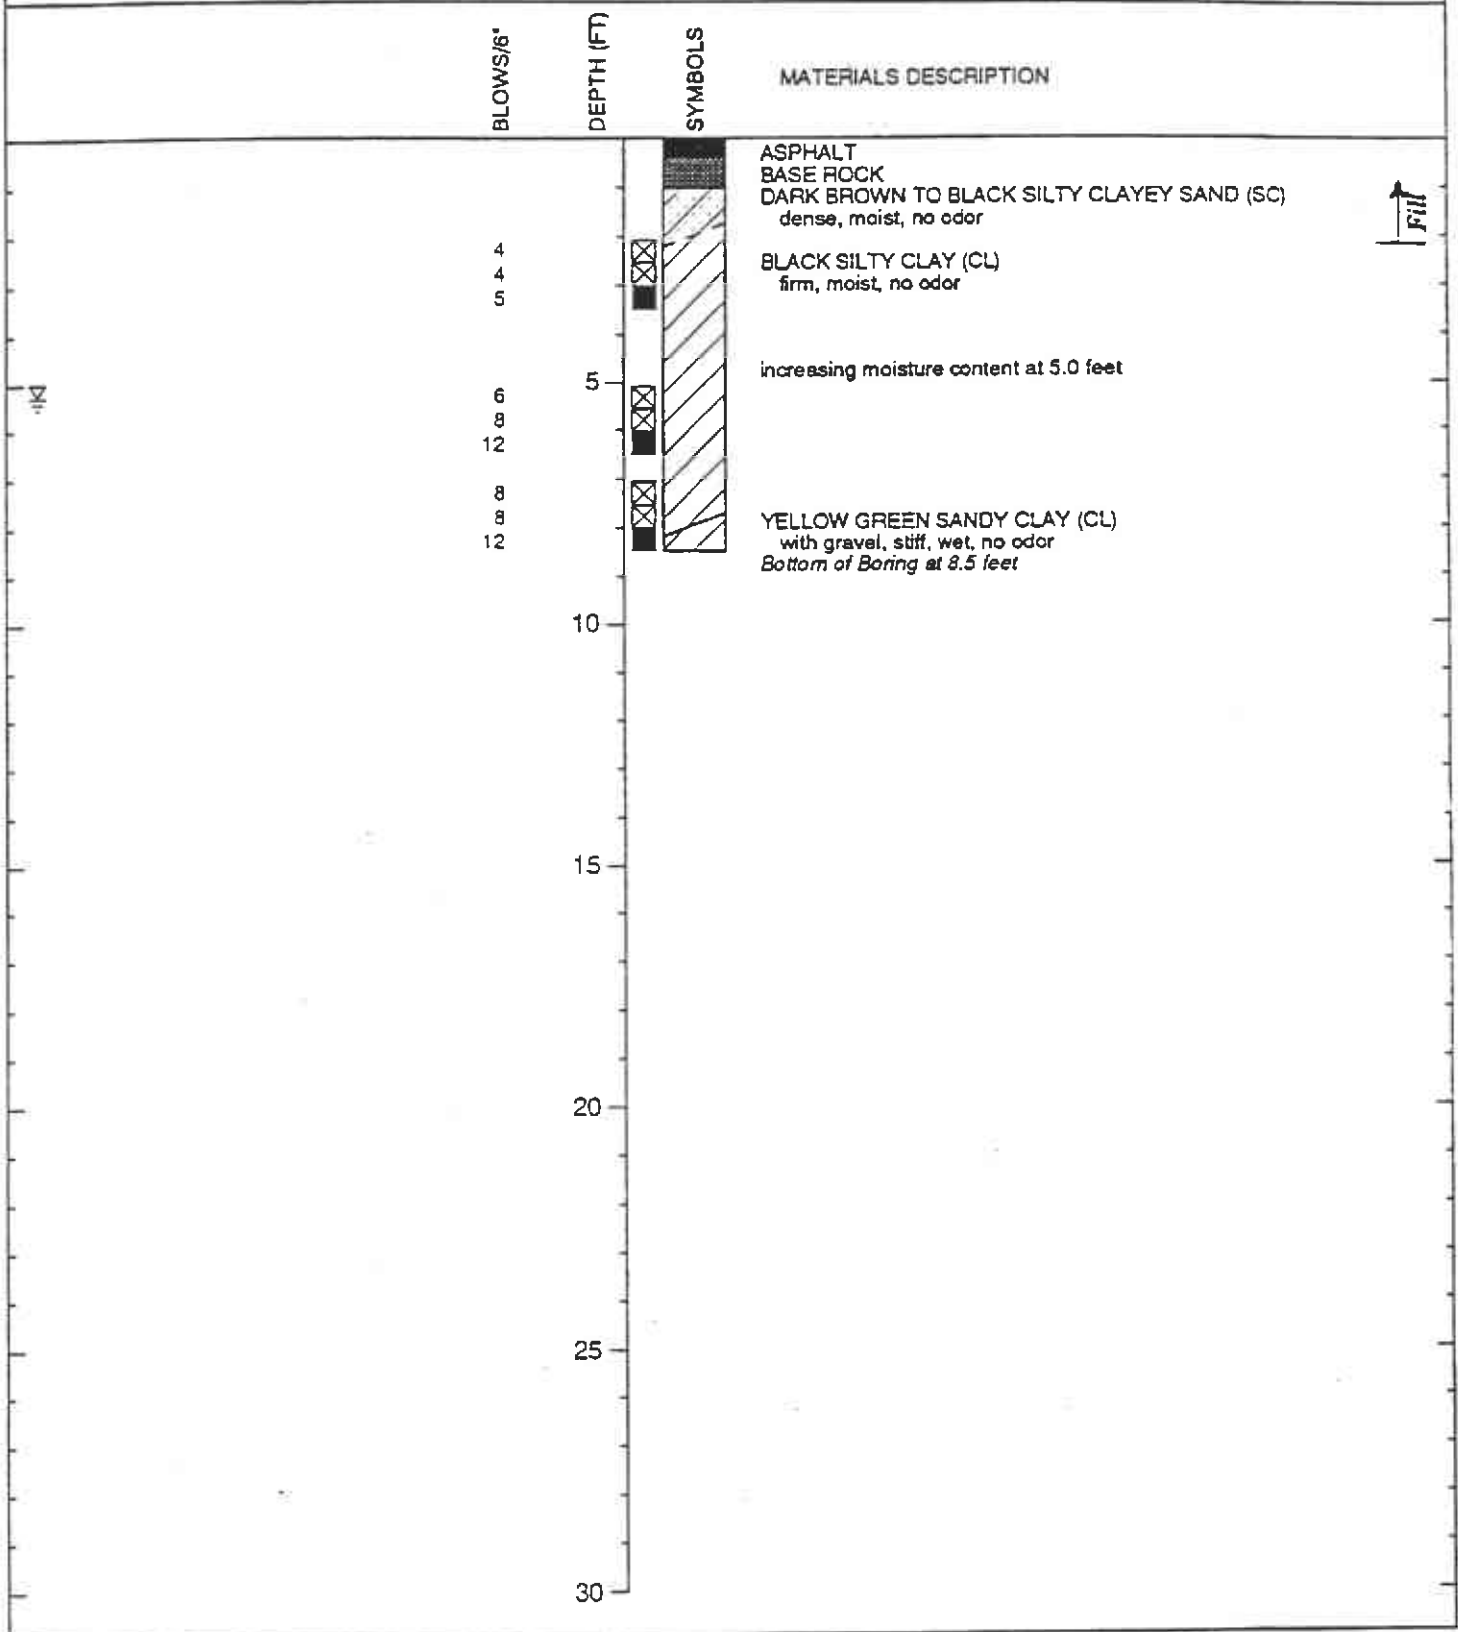 BLOWS/6"
DEPTH (FT)
SYMBOLS
MATERIALS DESCRIPTION
ASPHALT
BASE ROCK
DARK BROWN TO BLACK SILTY CLAYEY SAND (SC)
dense, moist, no odor
Fill
4
BLACK SILTY CLAY (CL)
4
firm, moist, no odor
5
increasing moisture content at 5.0 feet
5
6
8
12
8
8
YELLOW GREEN SANDY CLAY (CL)
12
with gravel, stiff, wet, no odor
Bottom of Boring at 8.5 feet
10
15
20
25
30